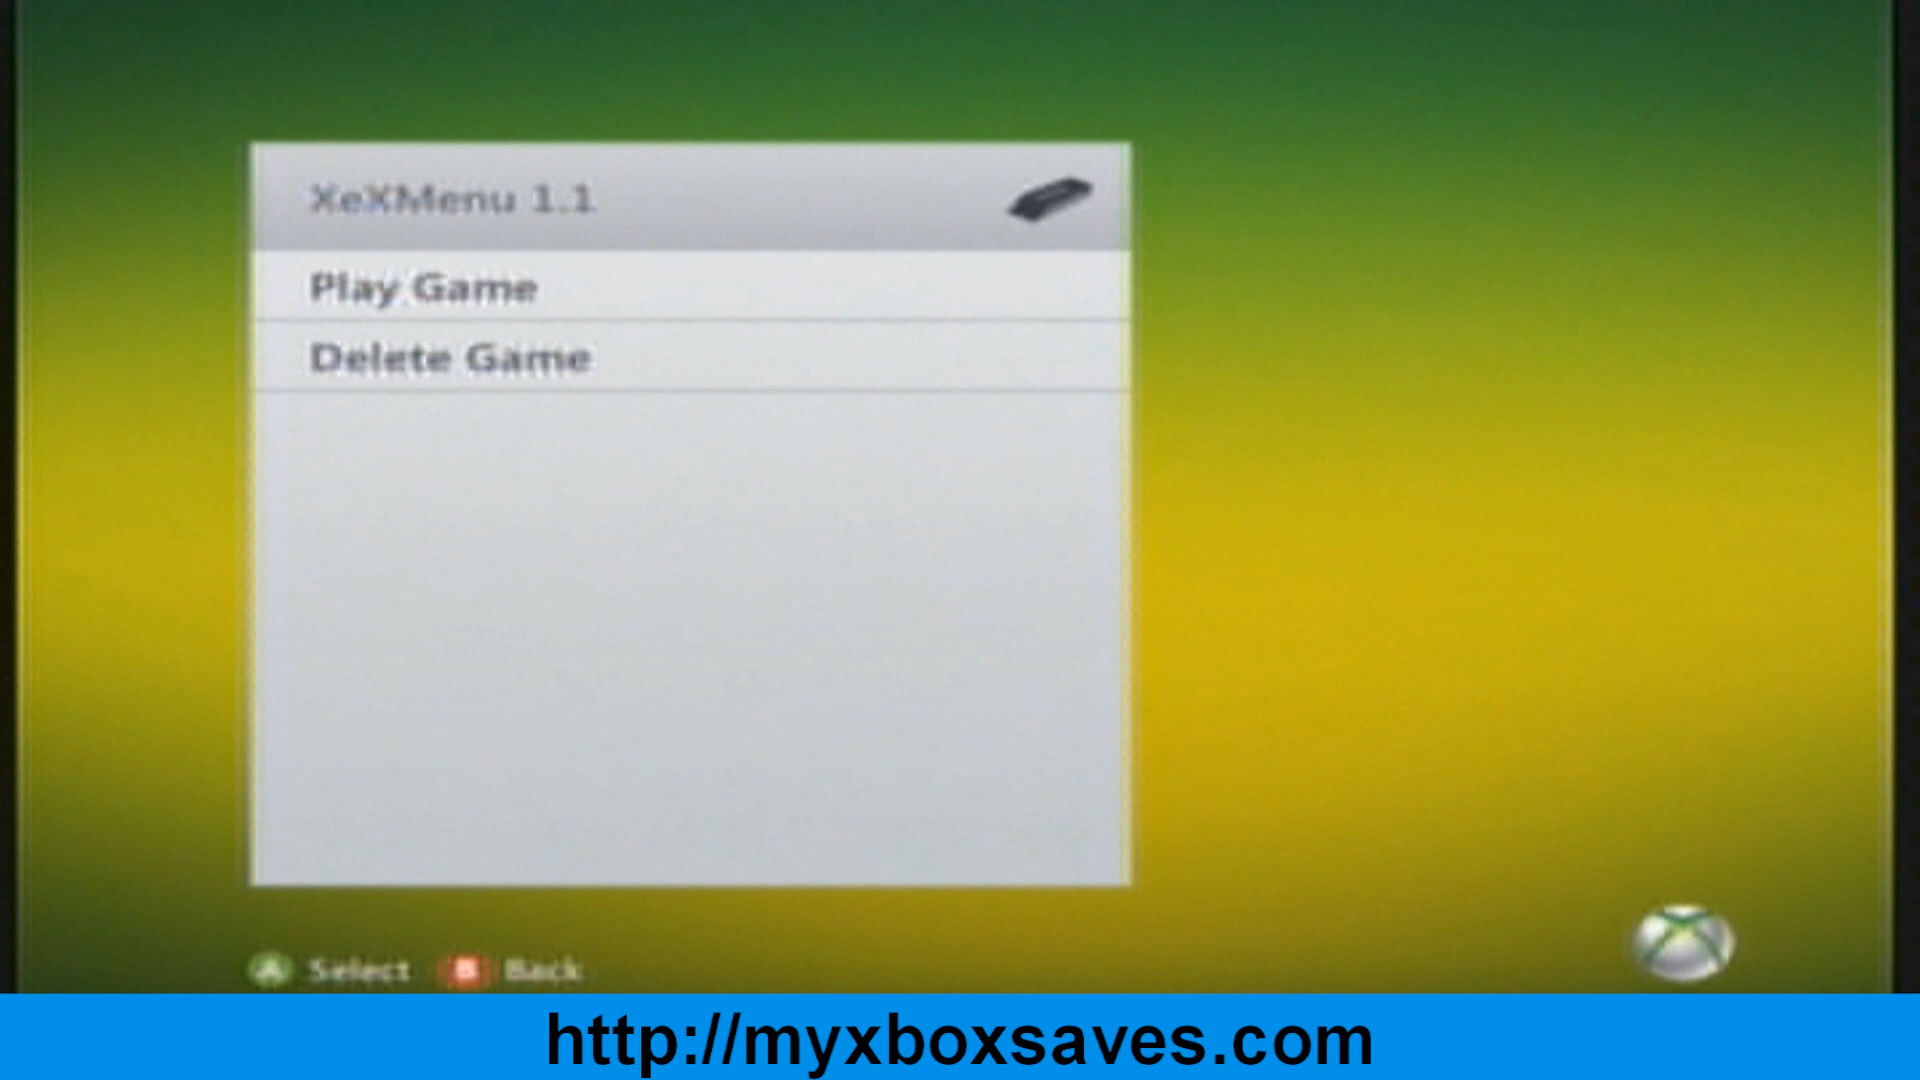 XeXMenu 1.1
Play Game
Delete Game
A Select B Back
http://myxboxsaves.com